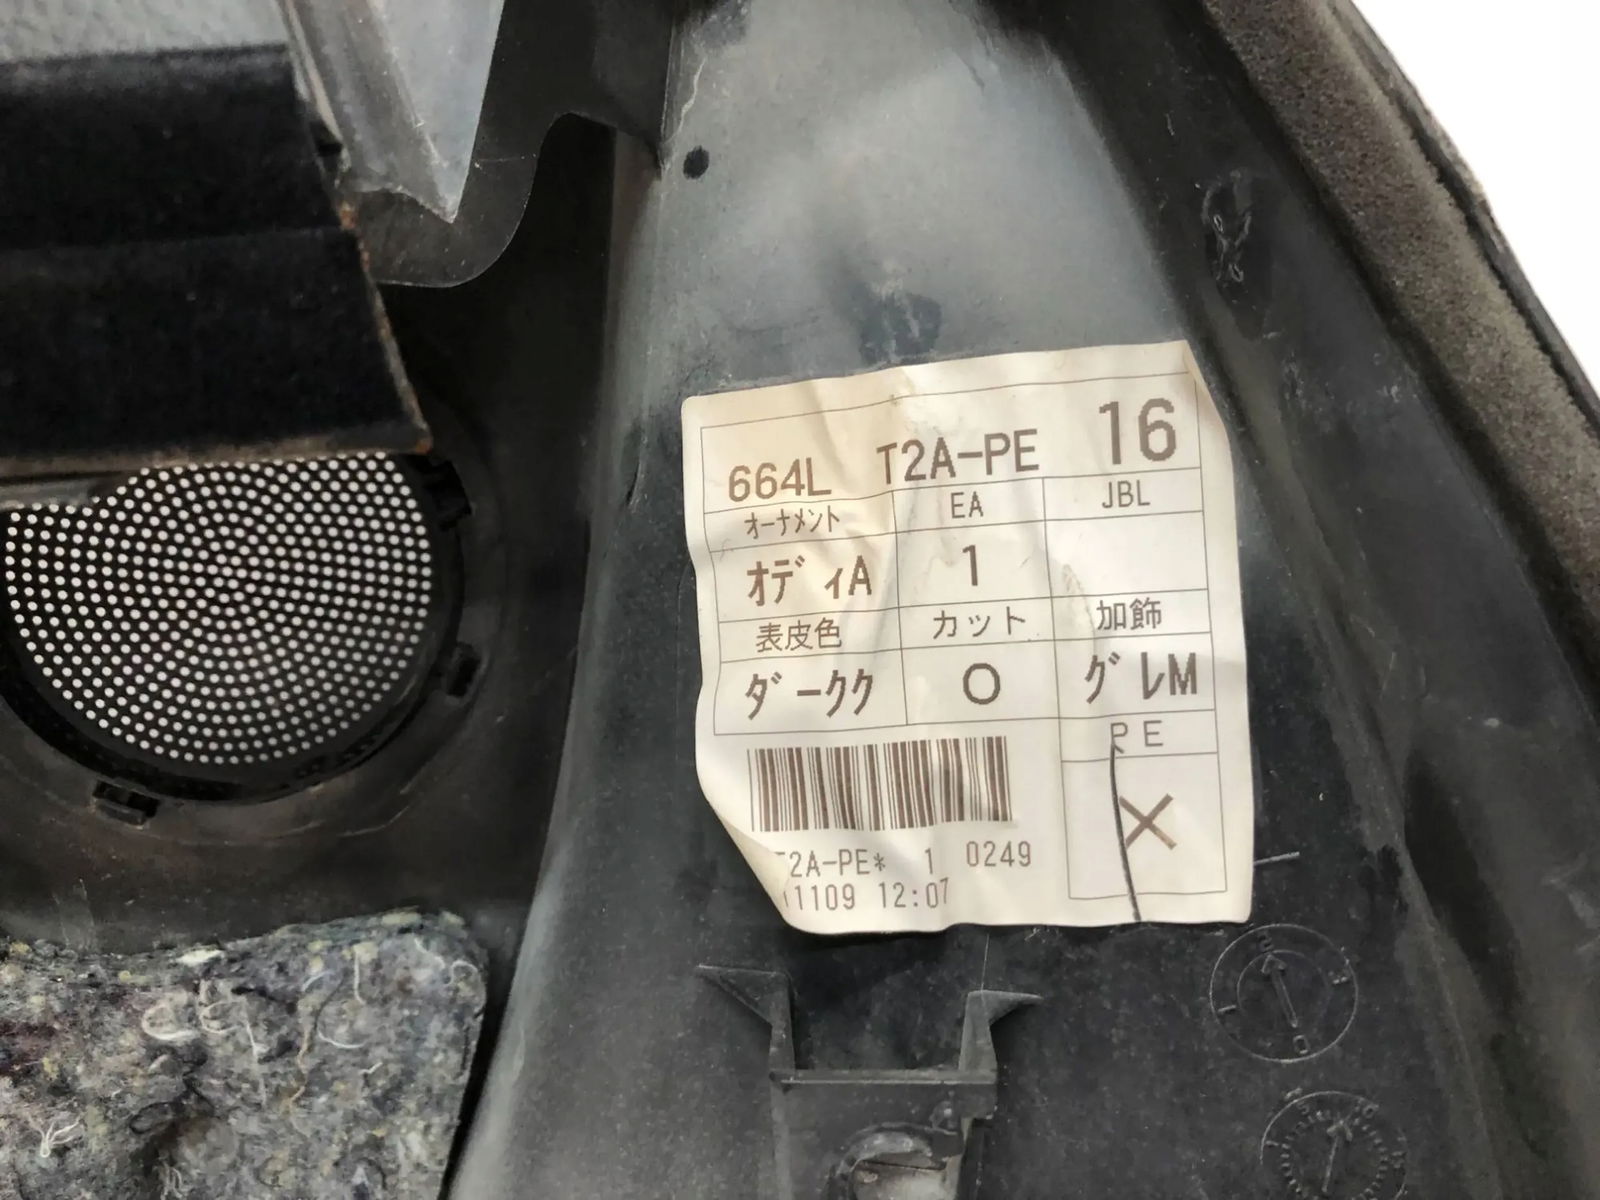 664L T2A-PE 16
オーナメント EA JBL
オディA 1
表皮色 カット 加飾
ダークク O グレM
PE
×
2A-PE* 1 0249
1109 12:07